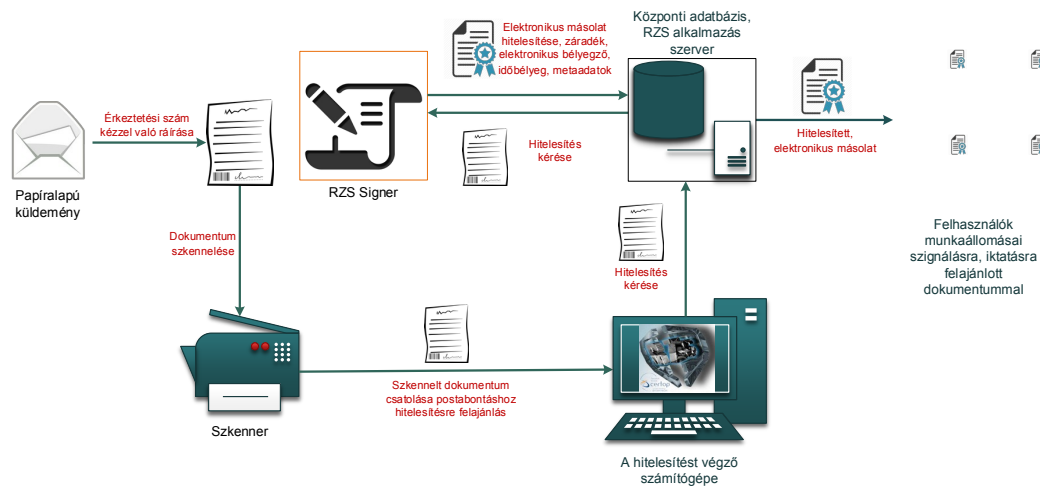 Elektronikus másolat
hitelesítése, záradék,
elektronikus bélyegző,
időbélyeg, metaadatok
Központi adatbázis,
RZS alkalmazás
szerver
Érkeztetési szám
kézzel való ráírása
Hitelesítés
kérése
Hitelesített,
elektronikus másolat
Papíralapú
küldemény
RZS Signer
Dokumentum
szkennelése
Hitelesítés
kérése
Felhasználók
munkaállomásai
szignálásra, iktatásra
felajánlott
dokumentummal
Szkennelt dokumentum
csatolása postabontáshoz
hitelesítésre felajánlás
cerfop
Szkenner
A hitelesítést végző
számítógépe